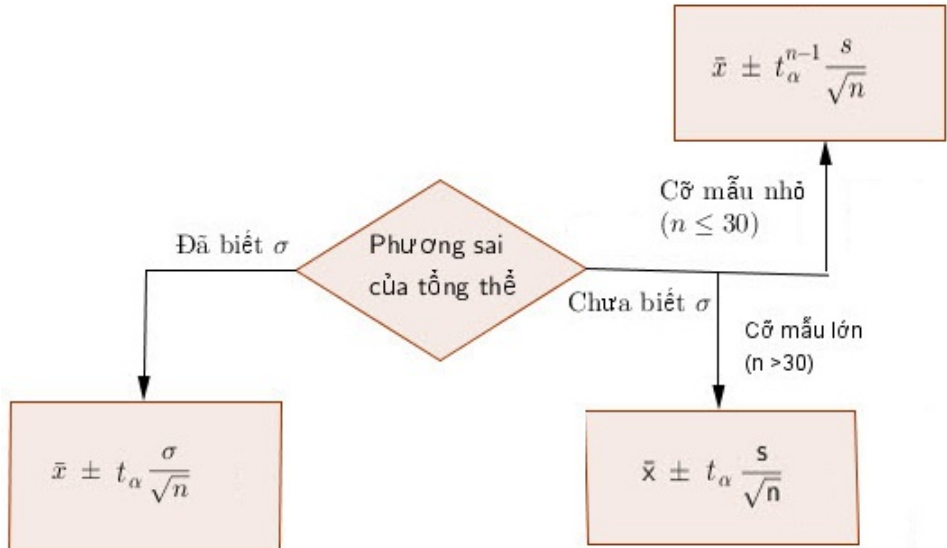 x̄ ± t_α^{n−1} s/√n
Cỡ mẫu nhỏ
(n ≤ 30)
Đã biết σ
Phương sai
của tổng thể
Chưa biết σ
Cỡ mẫu lớn
(n >30)
x̄ ± t_α σ/√n
x̄ ± t_α s/√n